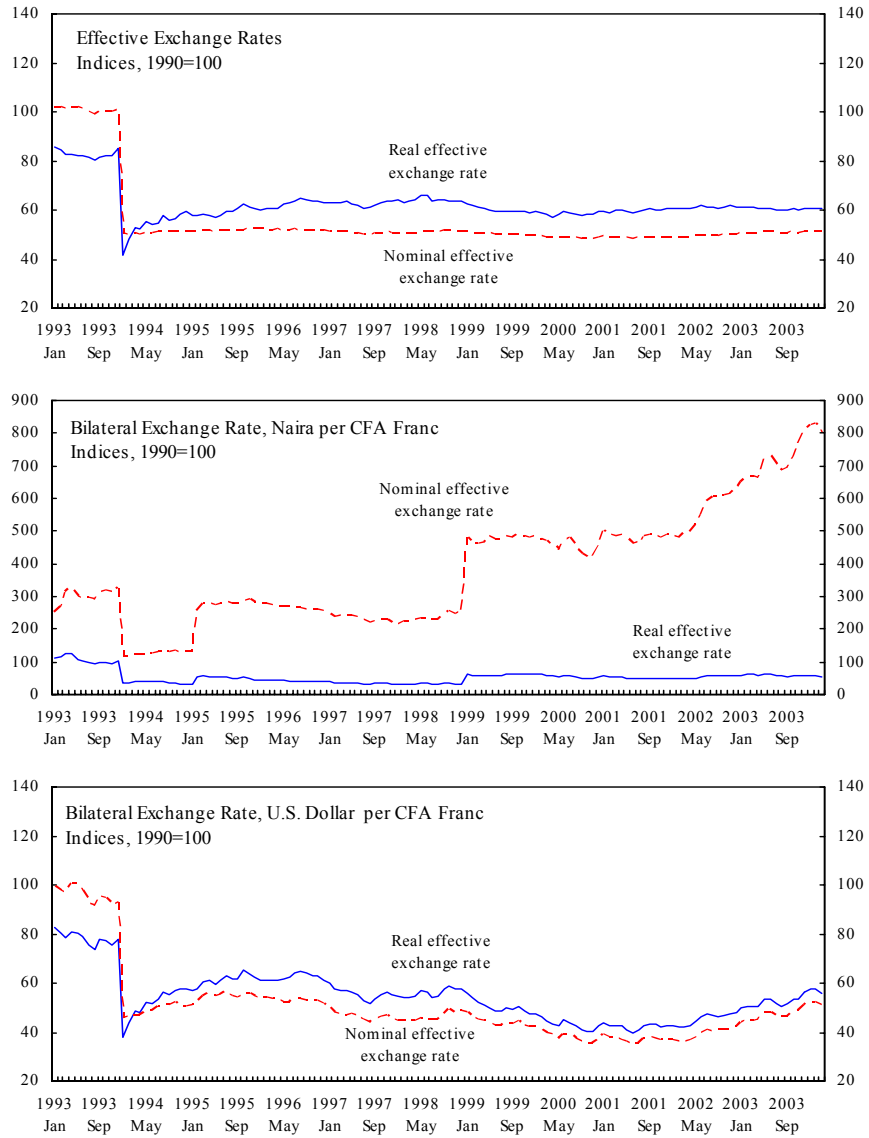 140 140
Effective Exchange Rates
Indices, 1990=100
120 120
100 100
80 80
Real effective
exchange rate
60 60
Nominal effective
exchange rate
40 40
20 20
1993 1993 1994 1995 1995 1996 1997 1997 1998 1999 1999 2000 2001 2001 2002 2003 2003
Jan Sep May Jan Sep May Jan Sep May Jan Sep May Jan Sep May Jan Sep
900 900
Bilateral Exchange Rate, Naira per CFA Franc
Indices, 1990=100
800 800
700 700
Nominal effective
exchange rate
600 600
500 500
400 400
300 300
200 200
Real effective
exchange rate
100 100
0 0
1993 1993 1994 1995 1995 1996 1997 1997 1998 1999 1999 2000 2001 2001 2002 2003 2003
Jan Sep May Jan Sep May Jan Sep May Jan Sep May Jan Sep May Jan Sep
140 140
Bilateral Exchange Rate, U.S. Dollar per CFA Franc
Indices, 1990=100
120 120
100 100
80 80
Real effective
exchange rate
60 60
40 40
Nominal effective
exchange rate
20 20
1993 1993 1994 1995 1995 1996 1997 1997 1998 1999 1999 2000 2001 2001 2002 2003 2003
Jan Sep May Jan Sep May Jan Sep May Jan Sep May Jan Sep May Jan Sep